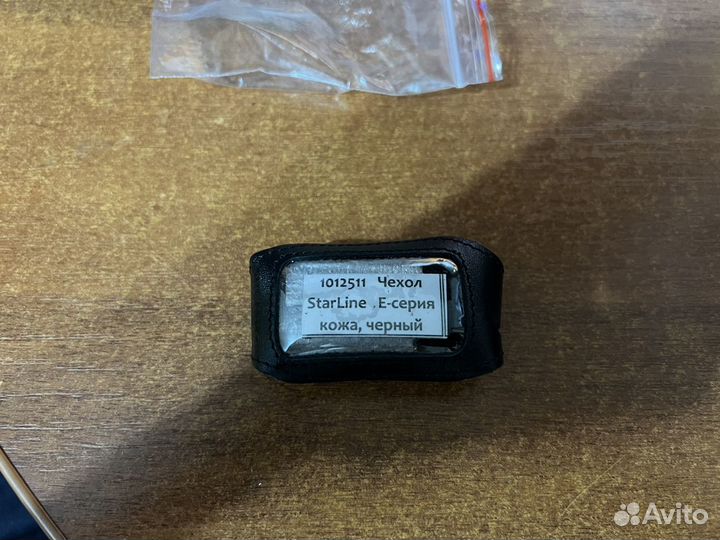 1012511 Чехол
StarLine E-серия
кожа, черный
Avito